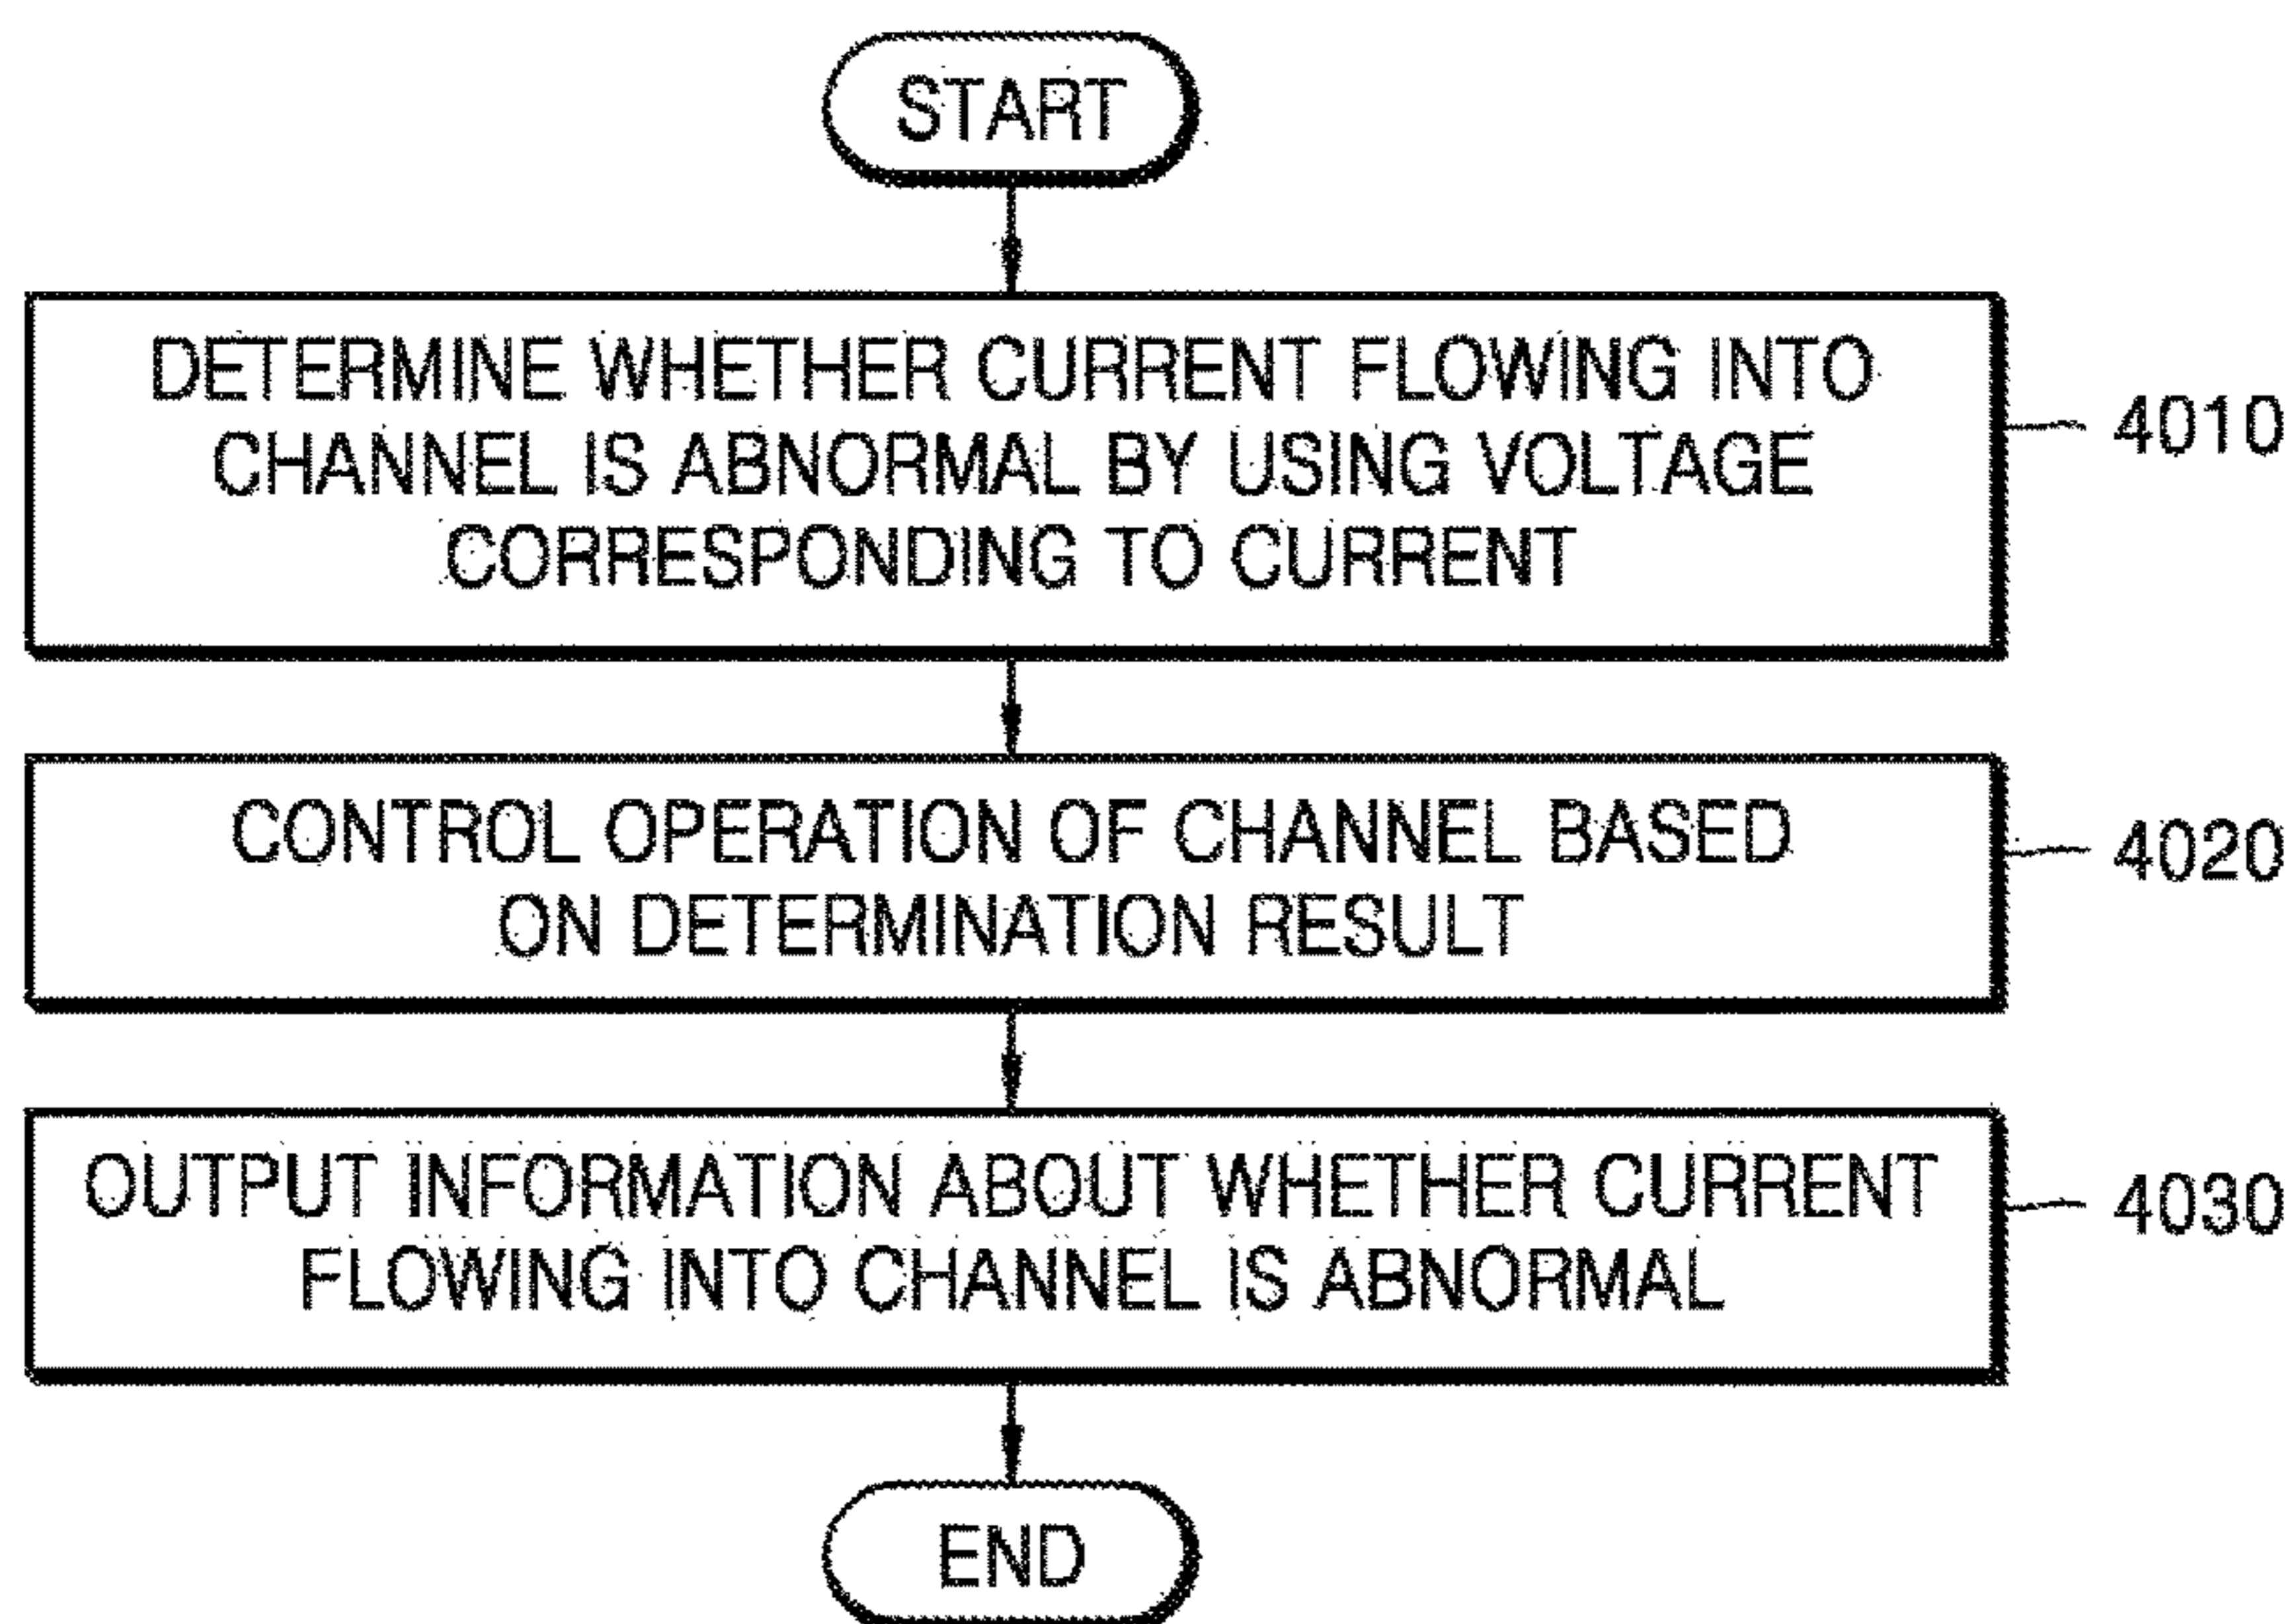 START
DETERMINE WHETHER CURRENT FLOWING INTO
CHANNEL IS ABNORMAL BY USING VOLTAGE
CORRESPONDING TO CURRENT
4010
CONTROL OPERATION OF CHANNEL BASED
ON DETERMINATION RESULT
4020
OUTPUT INFORMATION ABOUT WHETHER CURRENT
FLOWING INTO CHANNEL IS ABNORMAL
4030
END